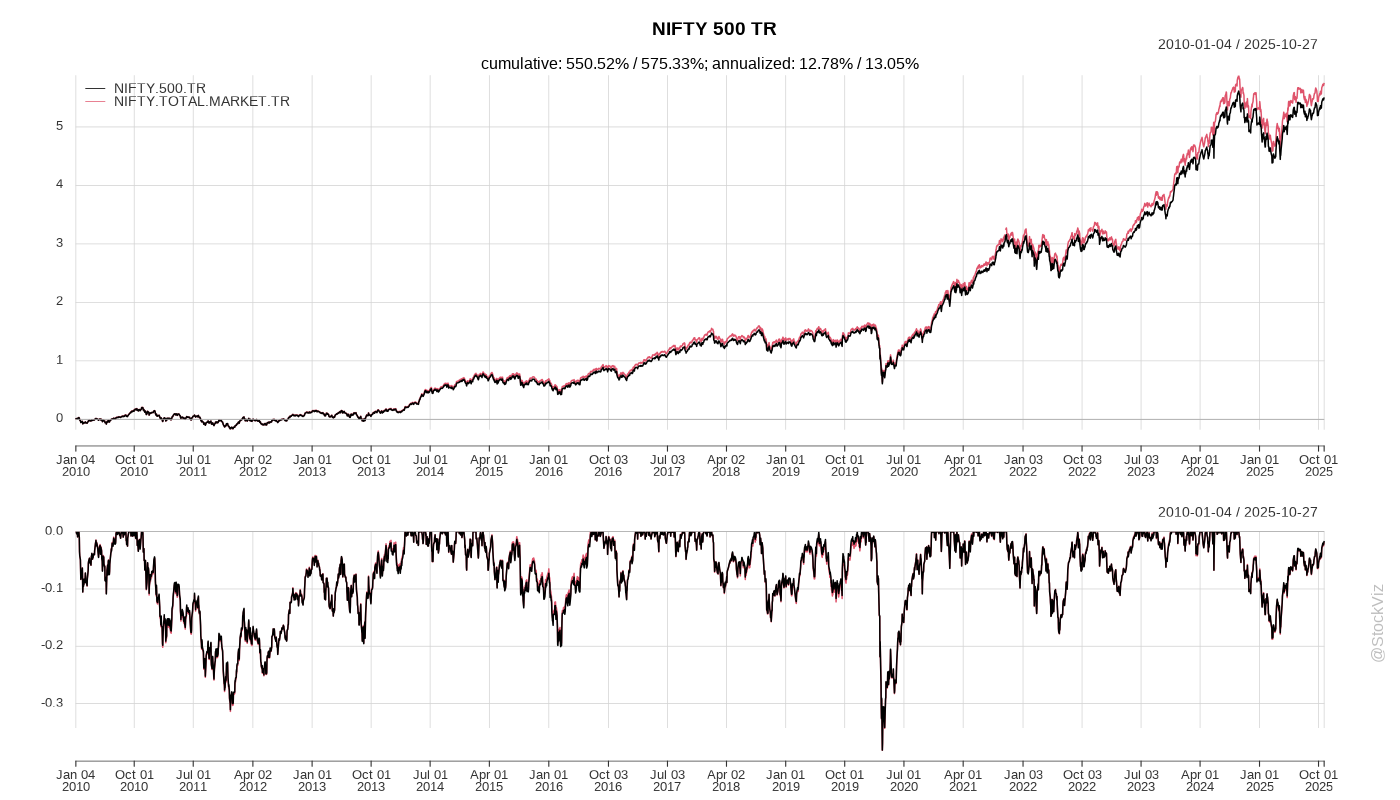 NIFTY 500 TR
2010-01-04 / 2025-10-27
cumulative: 550.52% / 575.33%; annualized: 12.78% / 13.05%
NIFTY.500.TR
NIFTY.TOTAL.MARKET.TR
5
4
3
2
1
0
Jan 04 Oct 01 Jul 01 Apr 02 Jan 01 Oct 01 Jul 01 Apr 01 Jan 01 Oct 03 Jul 03 Apr 02 Jan 01 Oct 01 Jul 01 Apr 01 Jan 03 Oct 03 Jul 03 Apr 01 Jan 01 Oct 01
2010 2010 2011 2012 2013 2013 2014 2015 2016 2016 2017 2018 2019 2019 2020 2021 2022 2022 2023 2024 2025 2025
2010-01-04 / 2025-10-27
0.0
-0.1
-0.2
-0.3
Jan 04 Oct 01 Jul 01 Apr 02 Jan 01 Oct 01 Jul 01 Apr 01 Jan 01 Oct 03 Jul 03 Apr 02 Jan 01 Oct 01 Jul 01 Apr 01 Jan 03 Oct 03 Jul 03 Apr 01 Jan 01 Oct 01
2010 2010 2011 2012 2013 2013 2014 2015 2016 2016 2017 2018 2019 2019 2020 2021 2022 2022 2023 2024 2025 2025
@StockViz